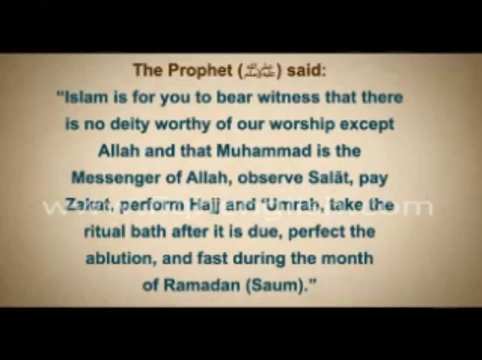 The Prophet (ﷺ) said:
“Islam is for you to bear witness that there
is no deity worthy of our worship except
Allah and that Muhammad is the
Messenger of Allah, observe Salāt, pay
Zakat, perform Hajj and ‘Umrah, take the
ritual bath after it is due, perfect the
ablution, and fast during the month
of Ramadan (Saum).”